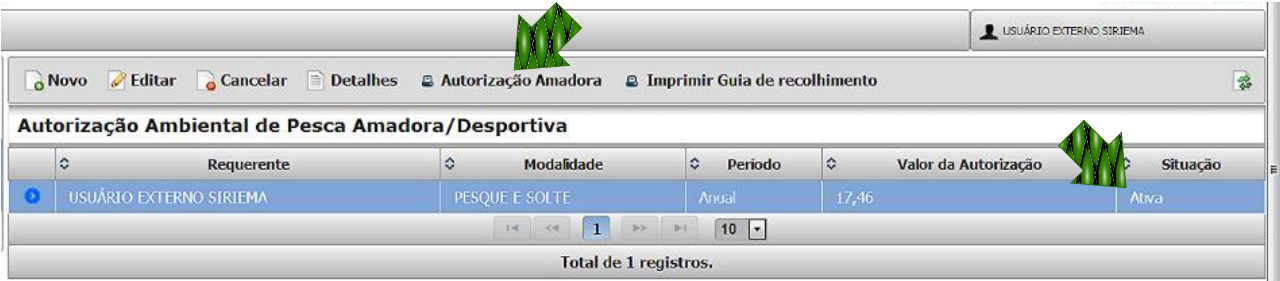 USUÁRIO EXTERNO SIRIEMA
Novo Editar Cancelar Detalhes Autorização Amadora Imprimir Guia de recolhimento
Autorização Ambiental de Pesca Amadora/Desportiva
Requerente Modalidade Período Valor da Autorização Situação
USUÁRIO EXTERNO SIRIEMA PESQUE E SOLTE Anual 17,46 Ativa
1 10
Total de 1 registros.